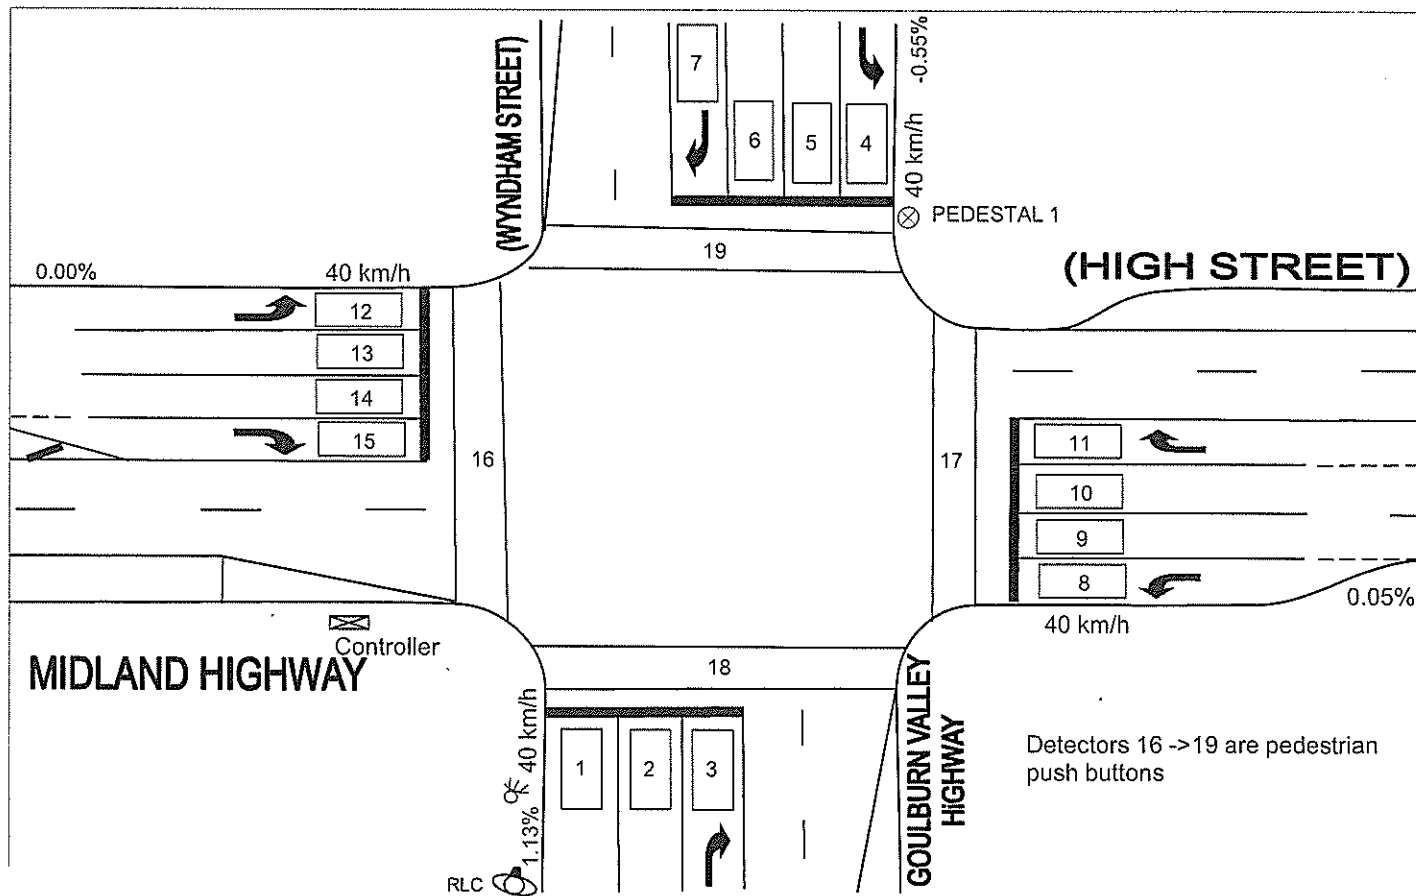 (WYNDHAM STREET)
7
6
5
4
40 km/h
-0.55%
PEDESTAL 1
19
(HIGH STREET)
0.00%
40 km/h
12
13
14
15
16
17
11
10
9
8
0.05%
40 km/h
Controller
MIDLAND HIGHWAY
18
GOULBURN VALLEY
HiGHWAY
1
2
3
40 km/h
1.13%
RLC
Detectors 16 ->19 are pedestrian
push buttons